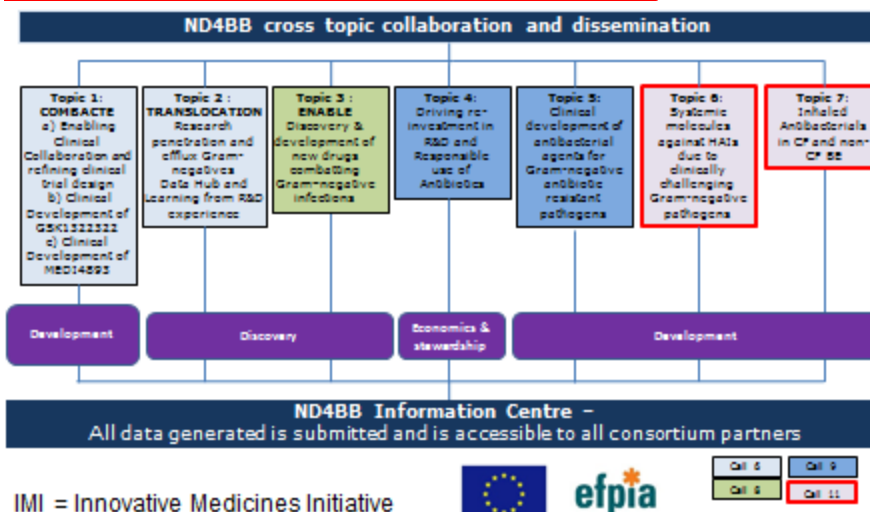 ND4BB cross topic collaboration and dissemination
Topic 1:
COMBACTE
a) Enabling
Clinical
Collaboration and
refining clinical
trial design
b) Clinical
Development of
GSK1322322
c) Clinical
Development of
MEDI4893
Topic 2 :
TRANSLOCATION
Research
penetration and
efflux Gram-
negatives
Data Hub and
Learning from R&D
experience
Topic 3 :
ENABLE
Discovery &
development of
new drugs
combatting
Gram-negative
infections
Topic 4:
Driving re-
investment in
R&D and
Responsible
use of
Antibiotics
Topic 5:
Clinical
development of
antibacterial
agents for
Gram-negative
antibiotic
resistant
pathogens
Topic 6:
Systemic
molecules
against HAIs
due to
clinically
challenging
Gram-negative
pathogens
Topic 7:
Inhaled
Antibacterials
in CF and non-
CF BE
Development
Discovery
Economics &
stewardship
Development
ND4BB Information Centre –
All data generated is submitted and is accessible to all consortium partners
IMI = Innovative Medicines Initiative
efpia
Call 6
Call 9
Call 8
Call 11